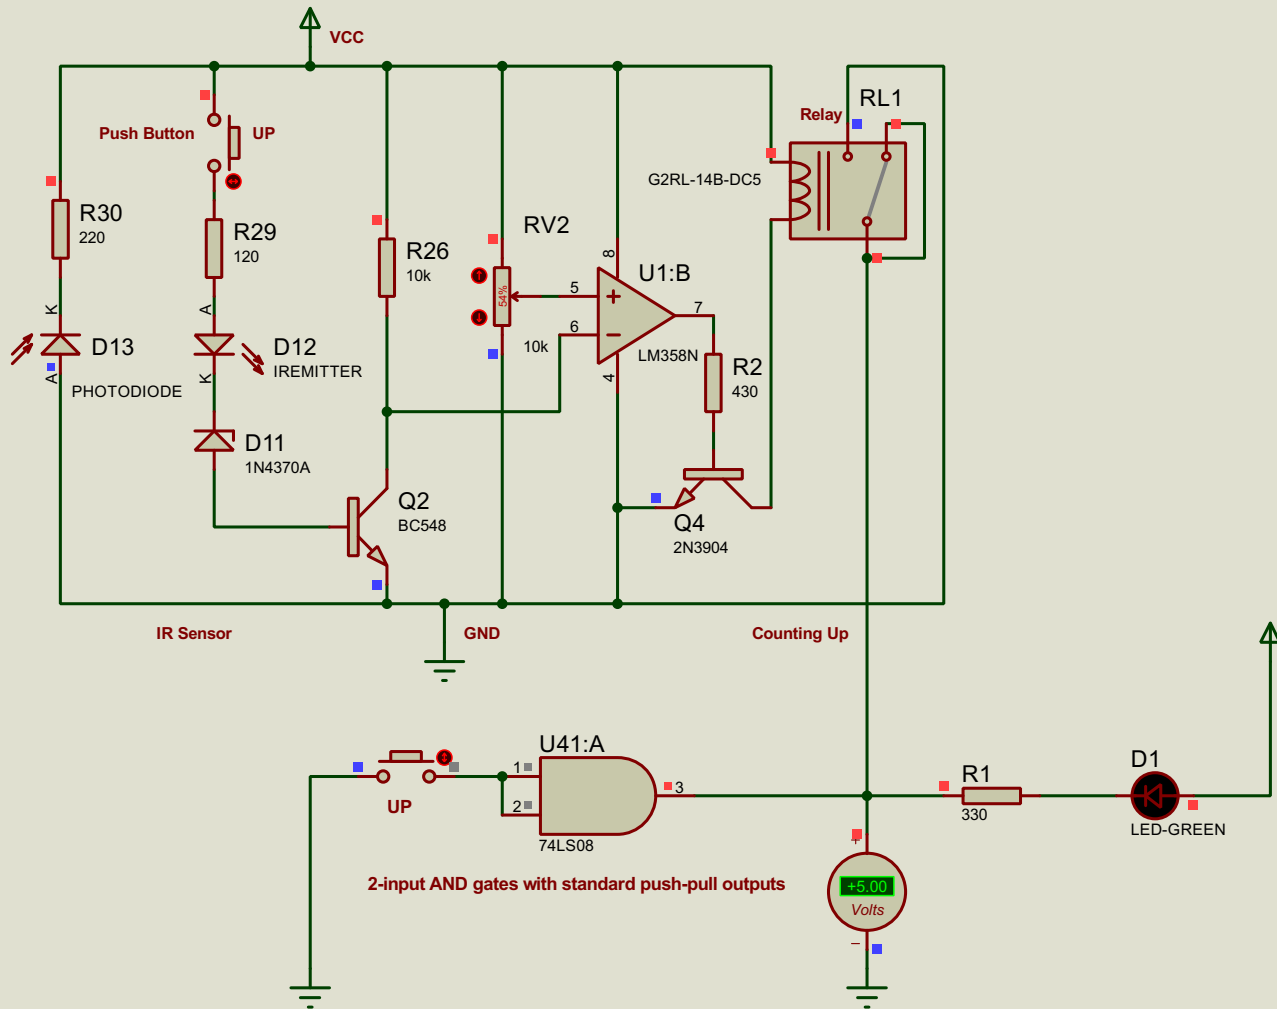 VCC
RL1
Relay
Push Button
UP
G2RL-14B-DC5
R30
220
R29
120
R26
10k
RV2
54%
10k
8
U1:B
5
6
7
4
LM358N
K
D13
A
PHOTODIODE
A
D12
K
IREMITTER
R2
430
D11
1N4370A
Q2
BC548
Q4
2N3904
IR Sensor
GND
Counting Up
U41:A
1
2
3
UP
74LS08
R1
330
D1
LED-GREEN
2-input AND gates with standard push-pull outputs
+
+5.00
Volts
−